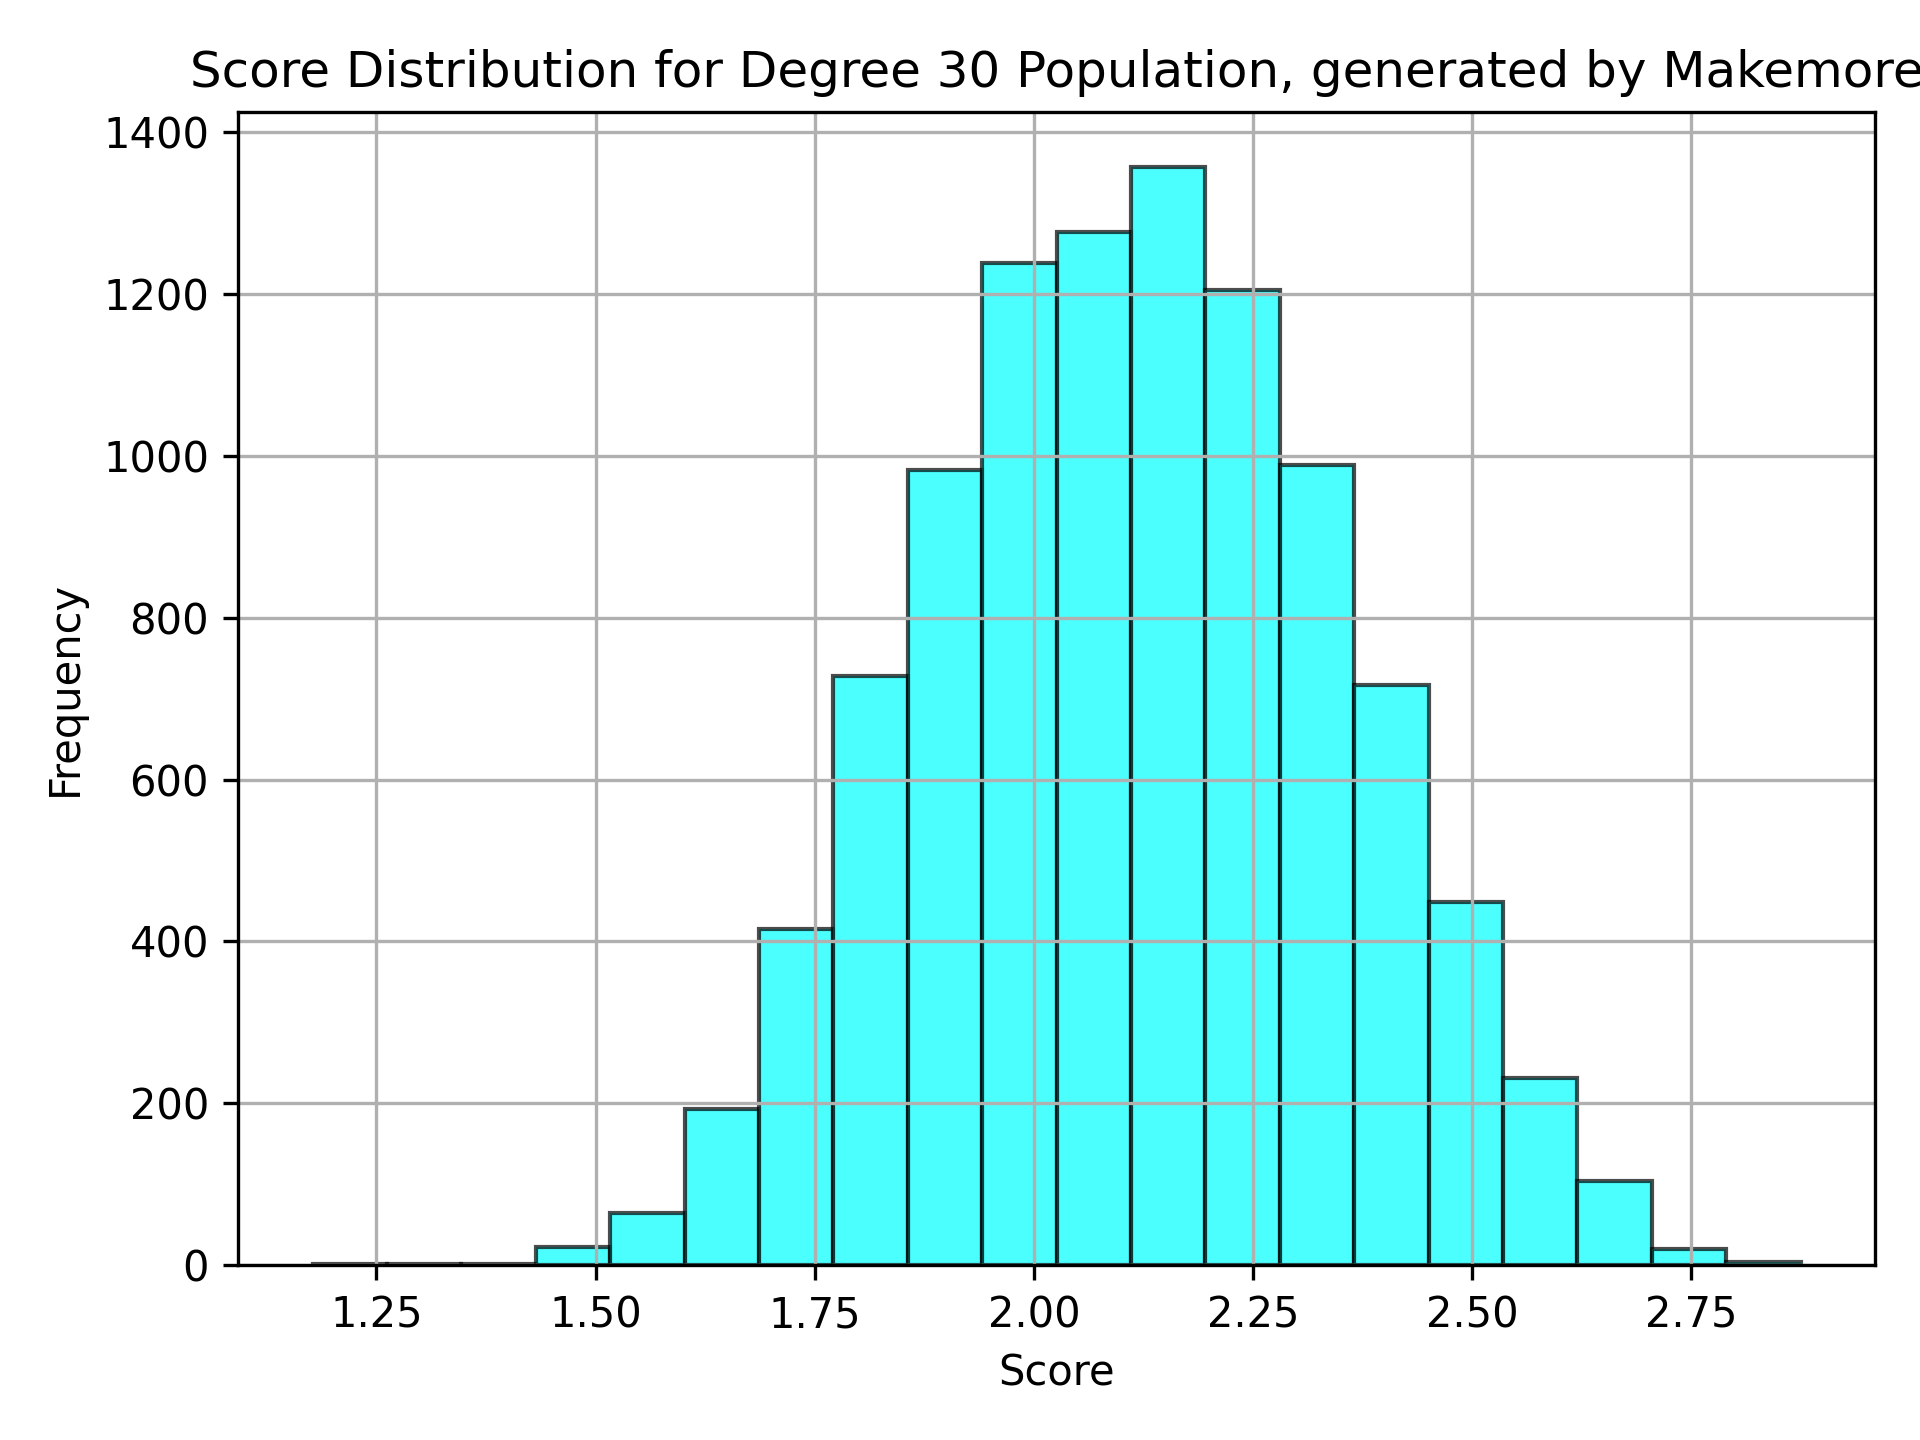 Score Distribution for Degree 30 Population, generated by Makemore
1400
1200
1000
800
600
400
200
0
Frequency
1.25 1.50 1.75 2.00 2.25 2.50 2.75
Score